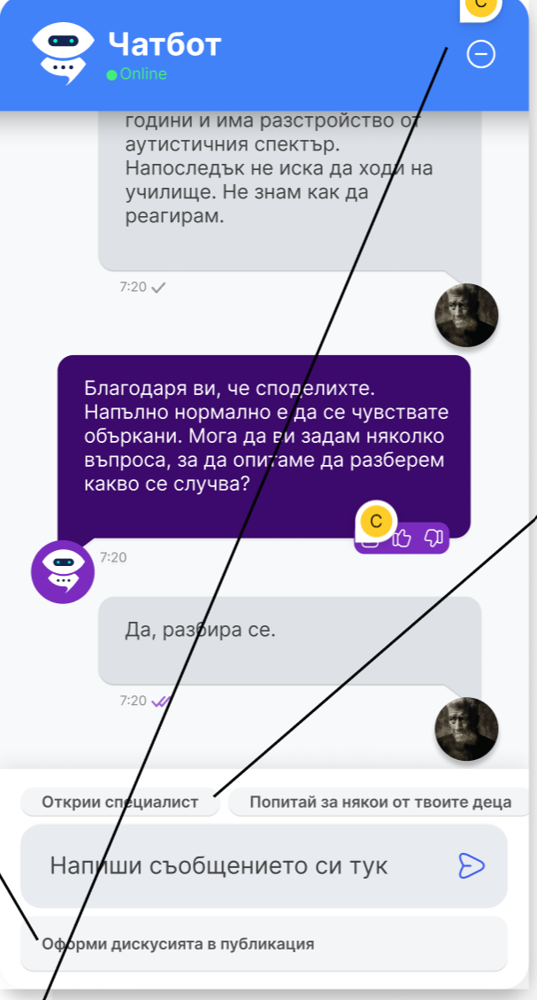 C
Чатбот
Online
години и има разстройство от
аутистичния спектър.
Напоследък не иска да ходи на
училище. Не знам как да
реагирам.
7:20
Благодаря ви, че споделихте.
Напълно нормално е да се чувствате
объркани. Мога да ви задам няколко
въпроса, за да опитаме да разберем
какво се случва?
C
7:20
Да, разбира се.
7:20
Открии специалист
Попитай за някои от твоите деца
Напиши съобщението си тук
Оформи дискусията в публикация